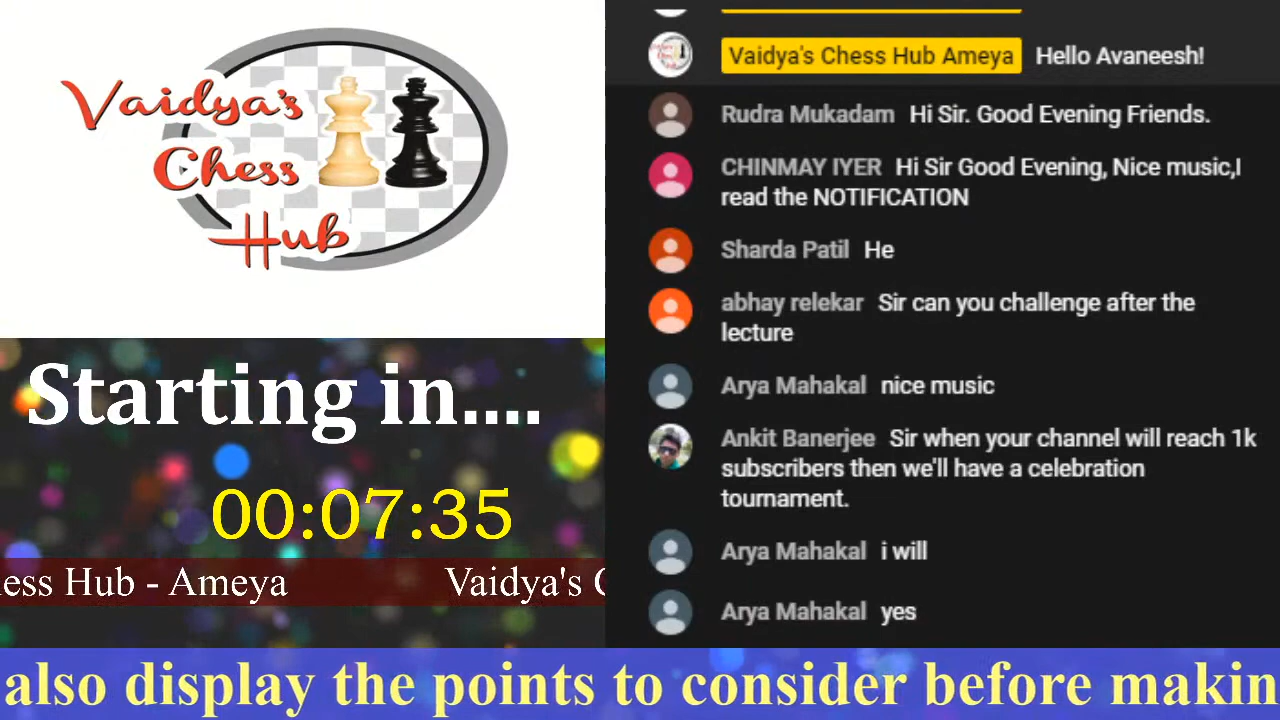 Vaidya's
Chess
Hub
Starting in....
00:07:35
ess Hub - Ameya Vaidya's C
Vaidya's Chess Hub Ameya Hello Avaneesh!
Rudra Mukadam Hi Sir. Good Evening Friends.
CHINMAY IYER Hi Sir Good Evening, Nice music,I
read the NOTIFICATION
Sharda Patil He
abhay relekar Sir can you challenge after the
lecture
Arya Mahakal nice music
Ankit Banerjee Sir when your channel will reach 1k
subscribers then we'll have a celebration
tournament.
Arya Mahakal i will
Arya Mahakal yes
also display the points to consider before makin